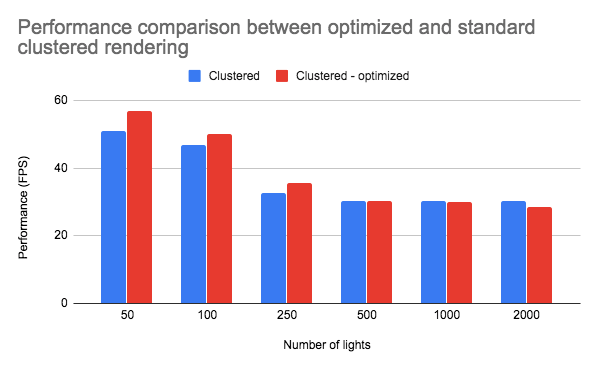 Performance comparison between optimized and standard
clustered rendering
Clustered
Clustered - optimized
Performance (FPS)
60
40
20
0
50
100
250
500
1000
2000
Number of lights